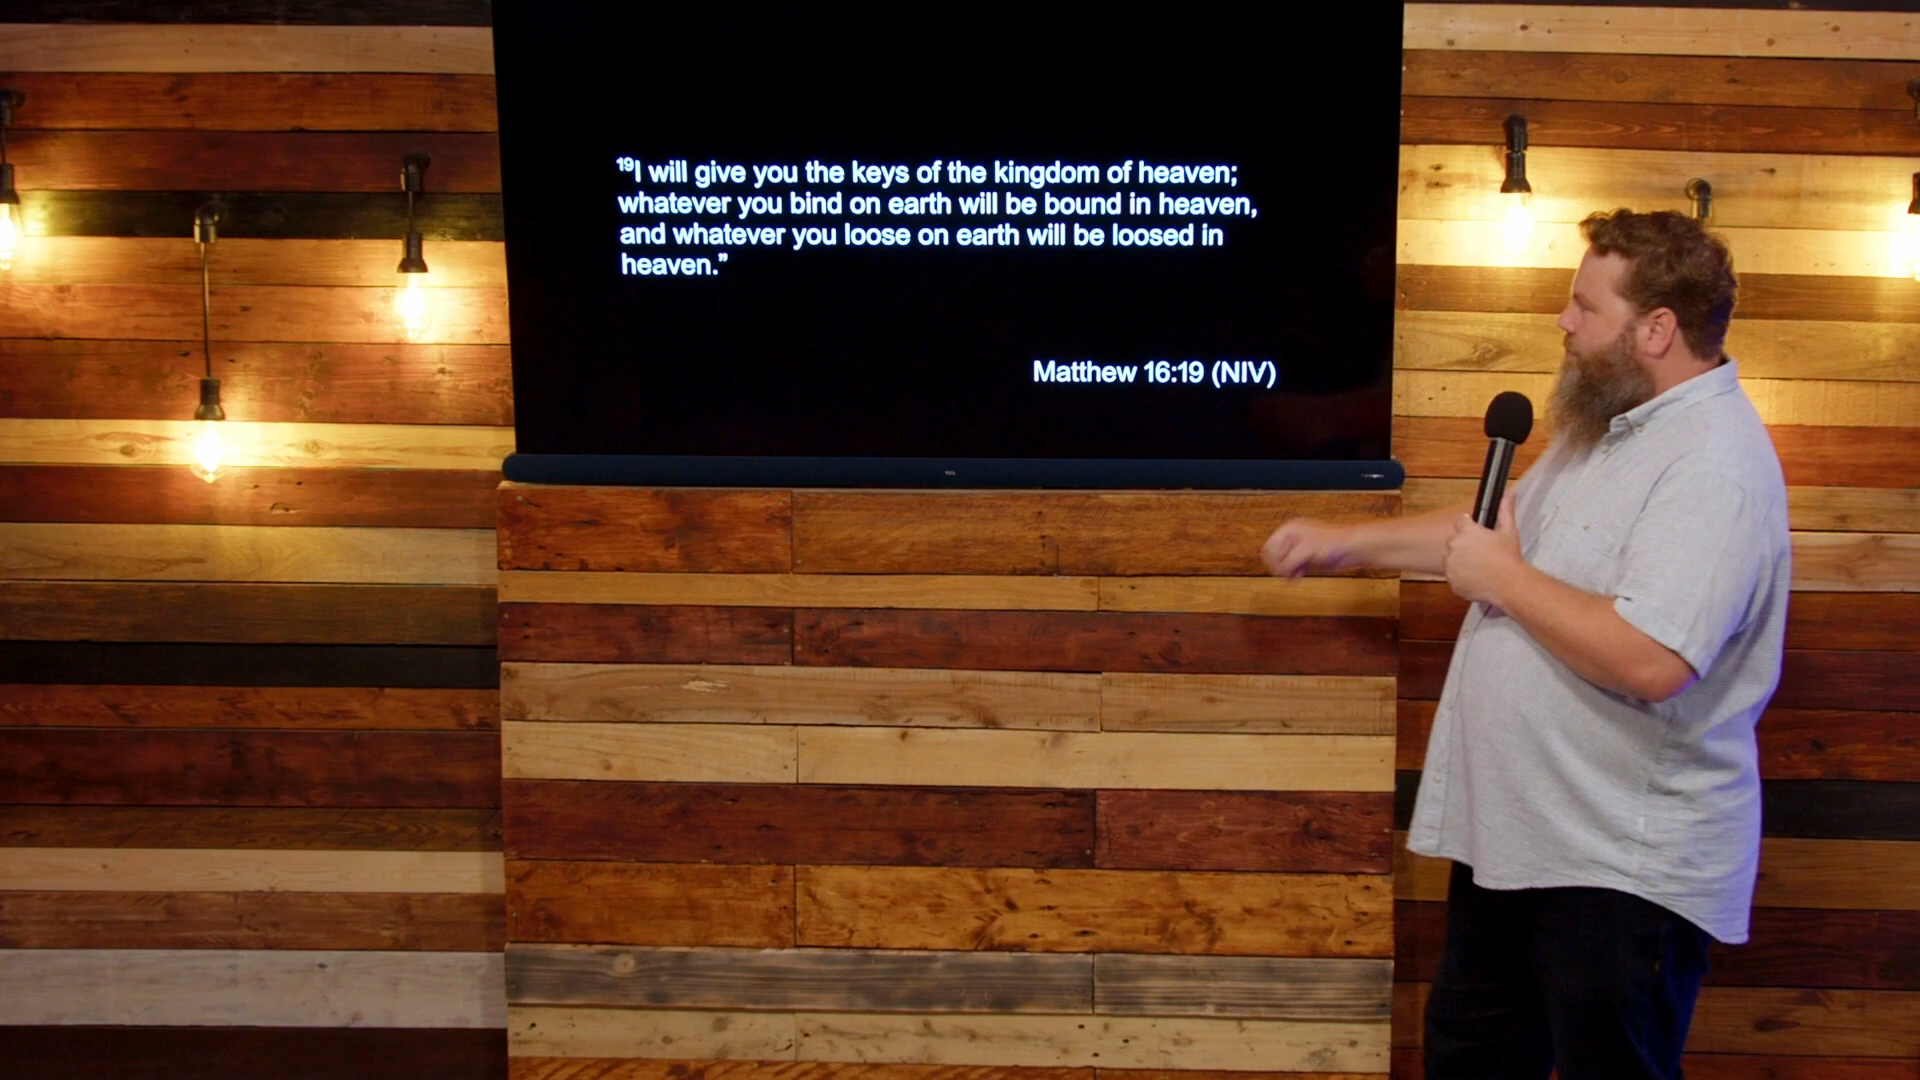 ¹⁹I will give you the keys of the kingdom of heaven;
whatever you bind on earth will be bound in heaven,
and whatever you loose on earth will be loosed in
heaven.”
Matthew 16:19 (NIV)